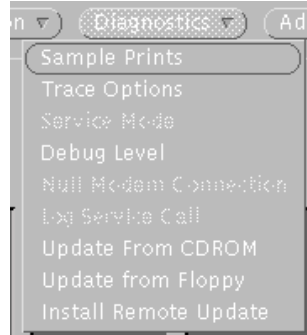 n Diagnostics Ad
Sample Prints
Trace Options
Service Mode
Debug Level
Null Modem Connection
Log Service Call
Update From CDROM
Update from Floppy
Install Remote Update